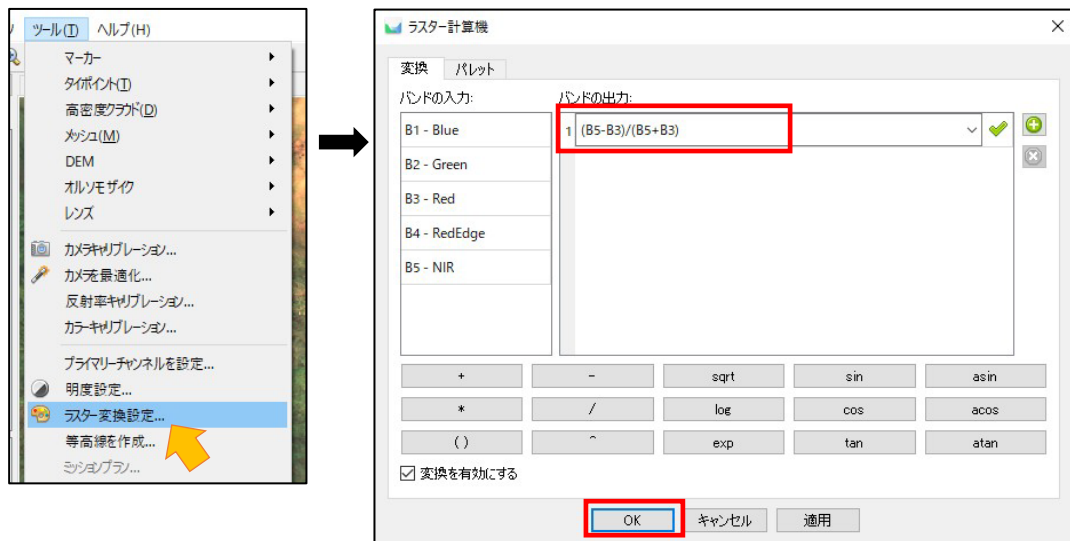 ツール(T) ヘルプ(H)
マーカー
タイポイント(T)
高密度クラウド(D)
メッシュ(M)
DEM
オルソモザイク
レンズ
カメラキャリブレーション...
カメラを最適化...
反射率キャリブレーション...
カラーキャリブレーション...
プライマリーチャンネルを設定...
明度設定...
ラスター変換設定...
等高線を作成...
ミッションプラン...
ラスター計算機
変換 パレット
バンドの入力: バンドの出力:
B1 - Blue
B2 - Green
B3 - Red
B4 - RedEdge
B5 - NIR
1 (B5-B3)/(B5+B3)
+ - sqrt sin asin
* / log cos acos
() ^ exp tan atan
変換を有効にする
OK キャンセル 適用